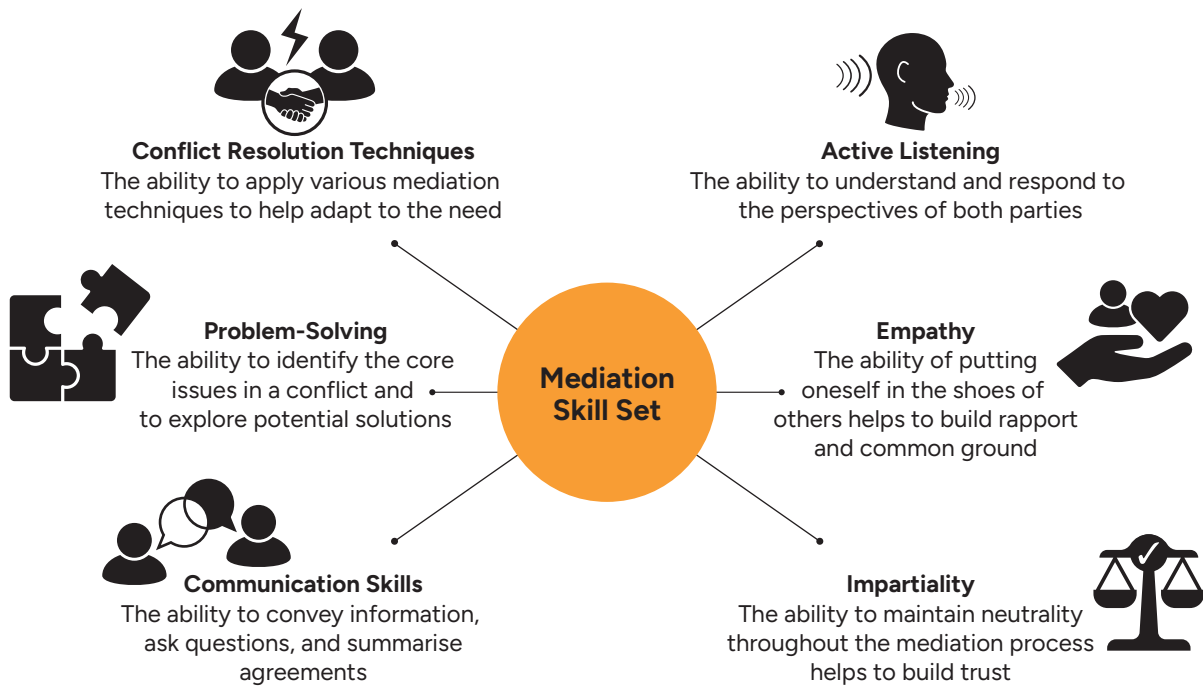 Conflict Resolution Techniques
The ability to apply various mediation
techniques to help adapt to the need
Active Listening
The ability to understand and respond to
the perspectives of both parties
Problem-Solving
The ability to identify the core
issues in a conflict and
to explore potential solutions
Mediation
Skill Set
Empathy
The ability of putting
oneself in the shoes of
others helps to build rapport
and common ground
Communication Skills
The ability to convey information,
ask questions, and summarise
agreements
Impartiality
The ability to maintain neutrality
throughout the mediation process
helps to build trust